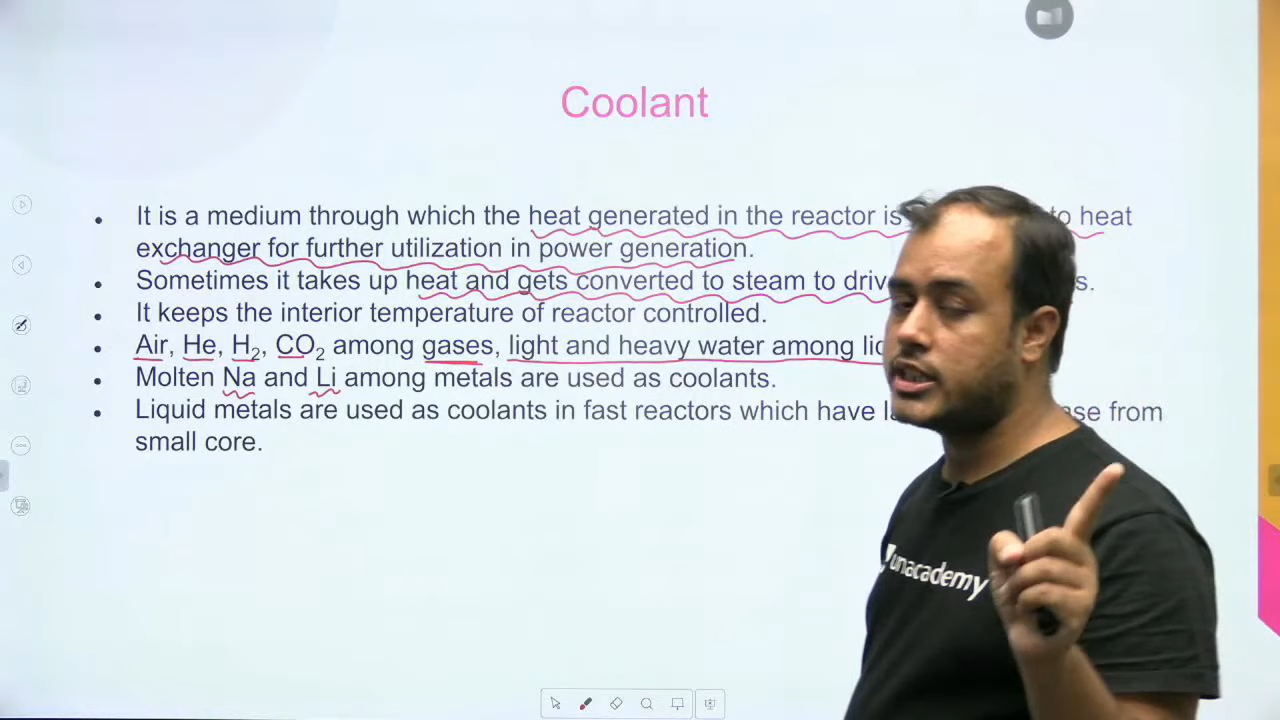 Coolant
• It is a medium through which the heat generated in the reactor is to heat
exchanger for further utilization in power generation.
• Sometimes it takes up heat and gets converted to steam to driv s.
• It keeps the interior temperature of reactor controlled.
• Air, He, H₂, CO₂ among gases, light and heavy water among
• Molten Na and Li among metals are used as coolants.
• Liquid metals are used as coolants in fast reactors which have from
small core.
unacademy